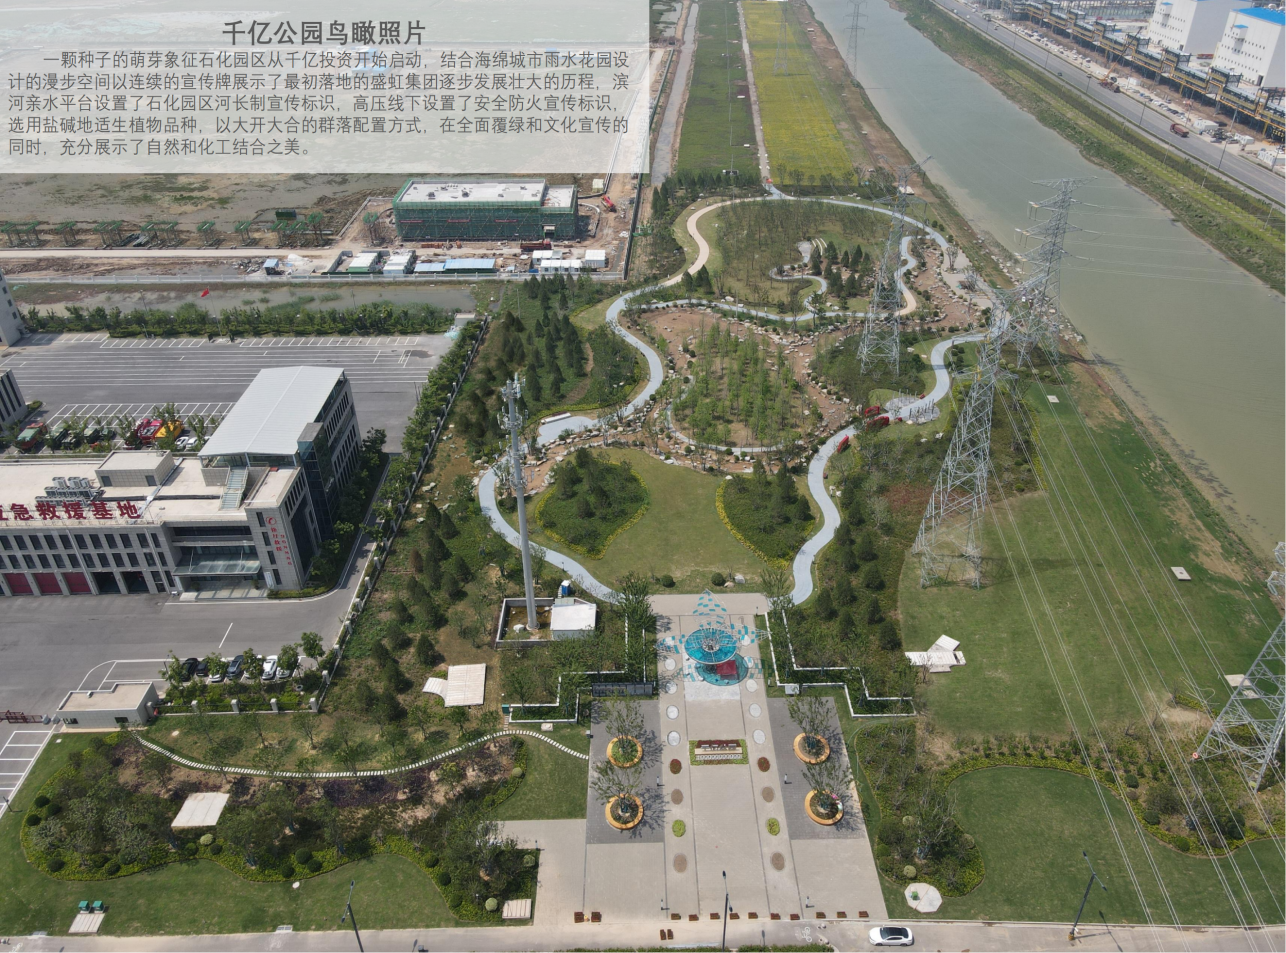 千亿公园鸟瞰照片
一颗种子的萌芽象征石化园区从千亿投资开始启动，结合海绵城市雨水花园设
计的漫步空间以连续的宣传牌展示了最初落地的盛虹集团逐步发展壮大的历程，滨
河亲水平台设置了石化园区河长制宣传标识，高压线下设置了安全防火宣传标识，
选用盐碱地适生植物品种，以大开大合的群落配置方式，在全面覆绿和文化宣传的
同时，充分展示了自然和化工结合之美。
急救援基地